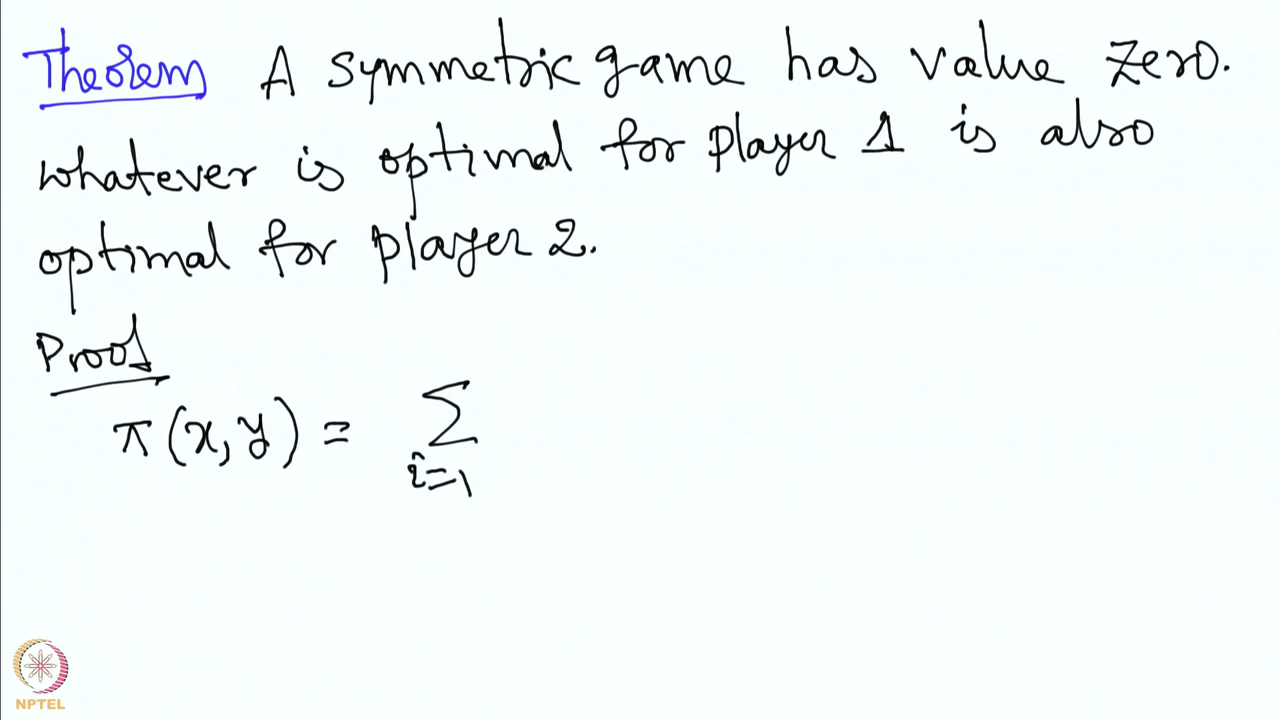 Theorem A symmetric game has value zero.
whatever is optimal for player 1 is also
optimal for player 2.
Proof
π(x,y) = Σ
i=1
NPTEL